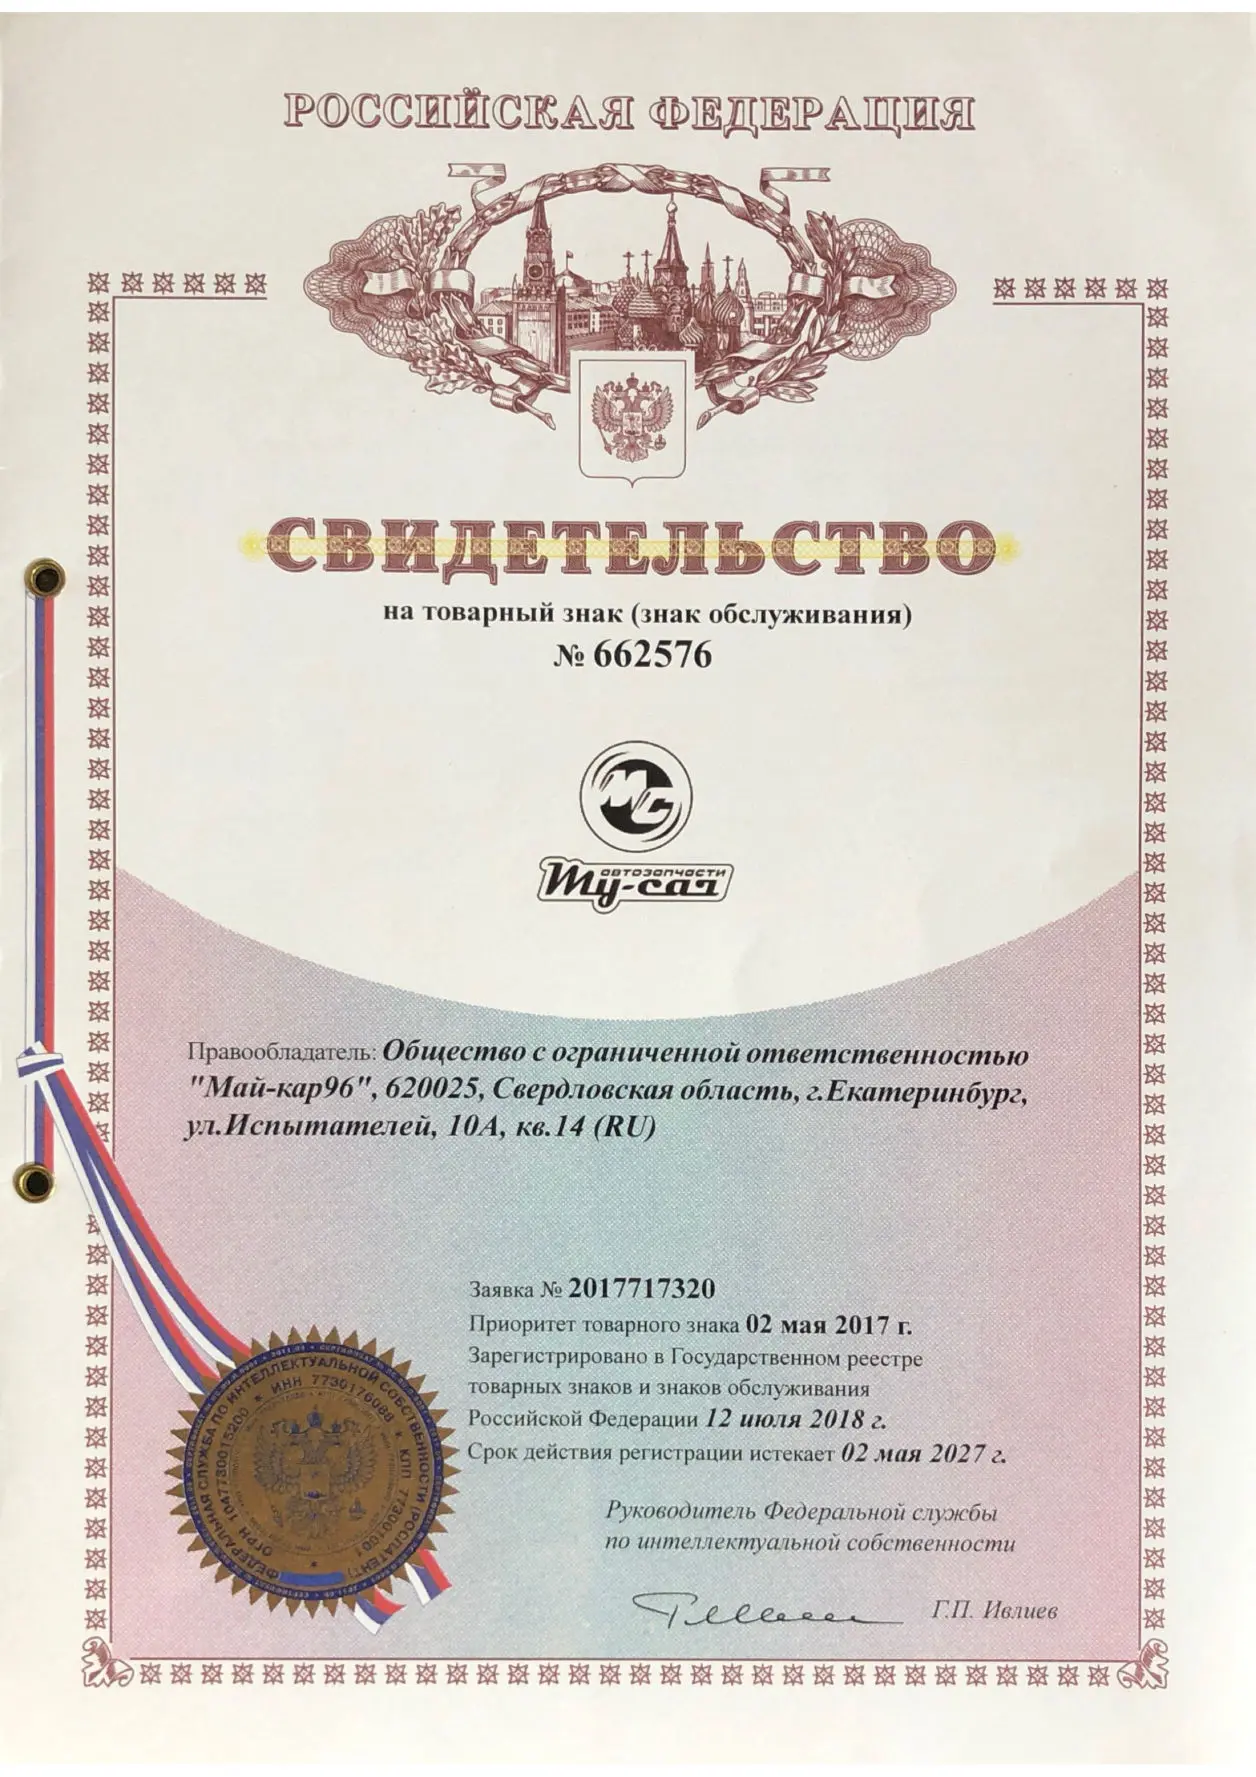 РОССИЙСКАЯ ФЕДЕРАЦИЯ
СВИДЕТЕЛЬСТВО
на товарный знак (знак обслуживания)
№ 662576
MC
автозапчасти
My-car
Правообладатель: Общество с ограниченной ответственностью
"Май-кар96", 620025, Свердловская область, г.Екатеринбург,
ул.Испытателей, 10А, кв.14 (RU)
Заявка № 2017717320
Приоритет товарного знака 02 мая 2017 г.
Зарегистрировано в Государственном реестре
товарных знаков и знаков обслуживания
Российской Федерации 12 июля 2018 г.
Срок действия регистрации истекает 02 мая 2027 г.
Руководитель Федеральной службы
по интеллектуальной собственности
Г.П. Ивлиев
ФЕДЕРАЛЬНАЯ СЛУЖБА ПО ИНТЕЛЛЕКТУАЛЬНОЙ СОБСТВЕННОСТИ (РОСПАТЕНТ)
ОГРН 1047730015200 * ИНН 7730176088 * КПП 773001001 *